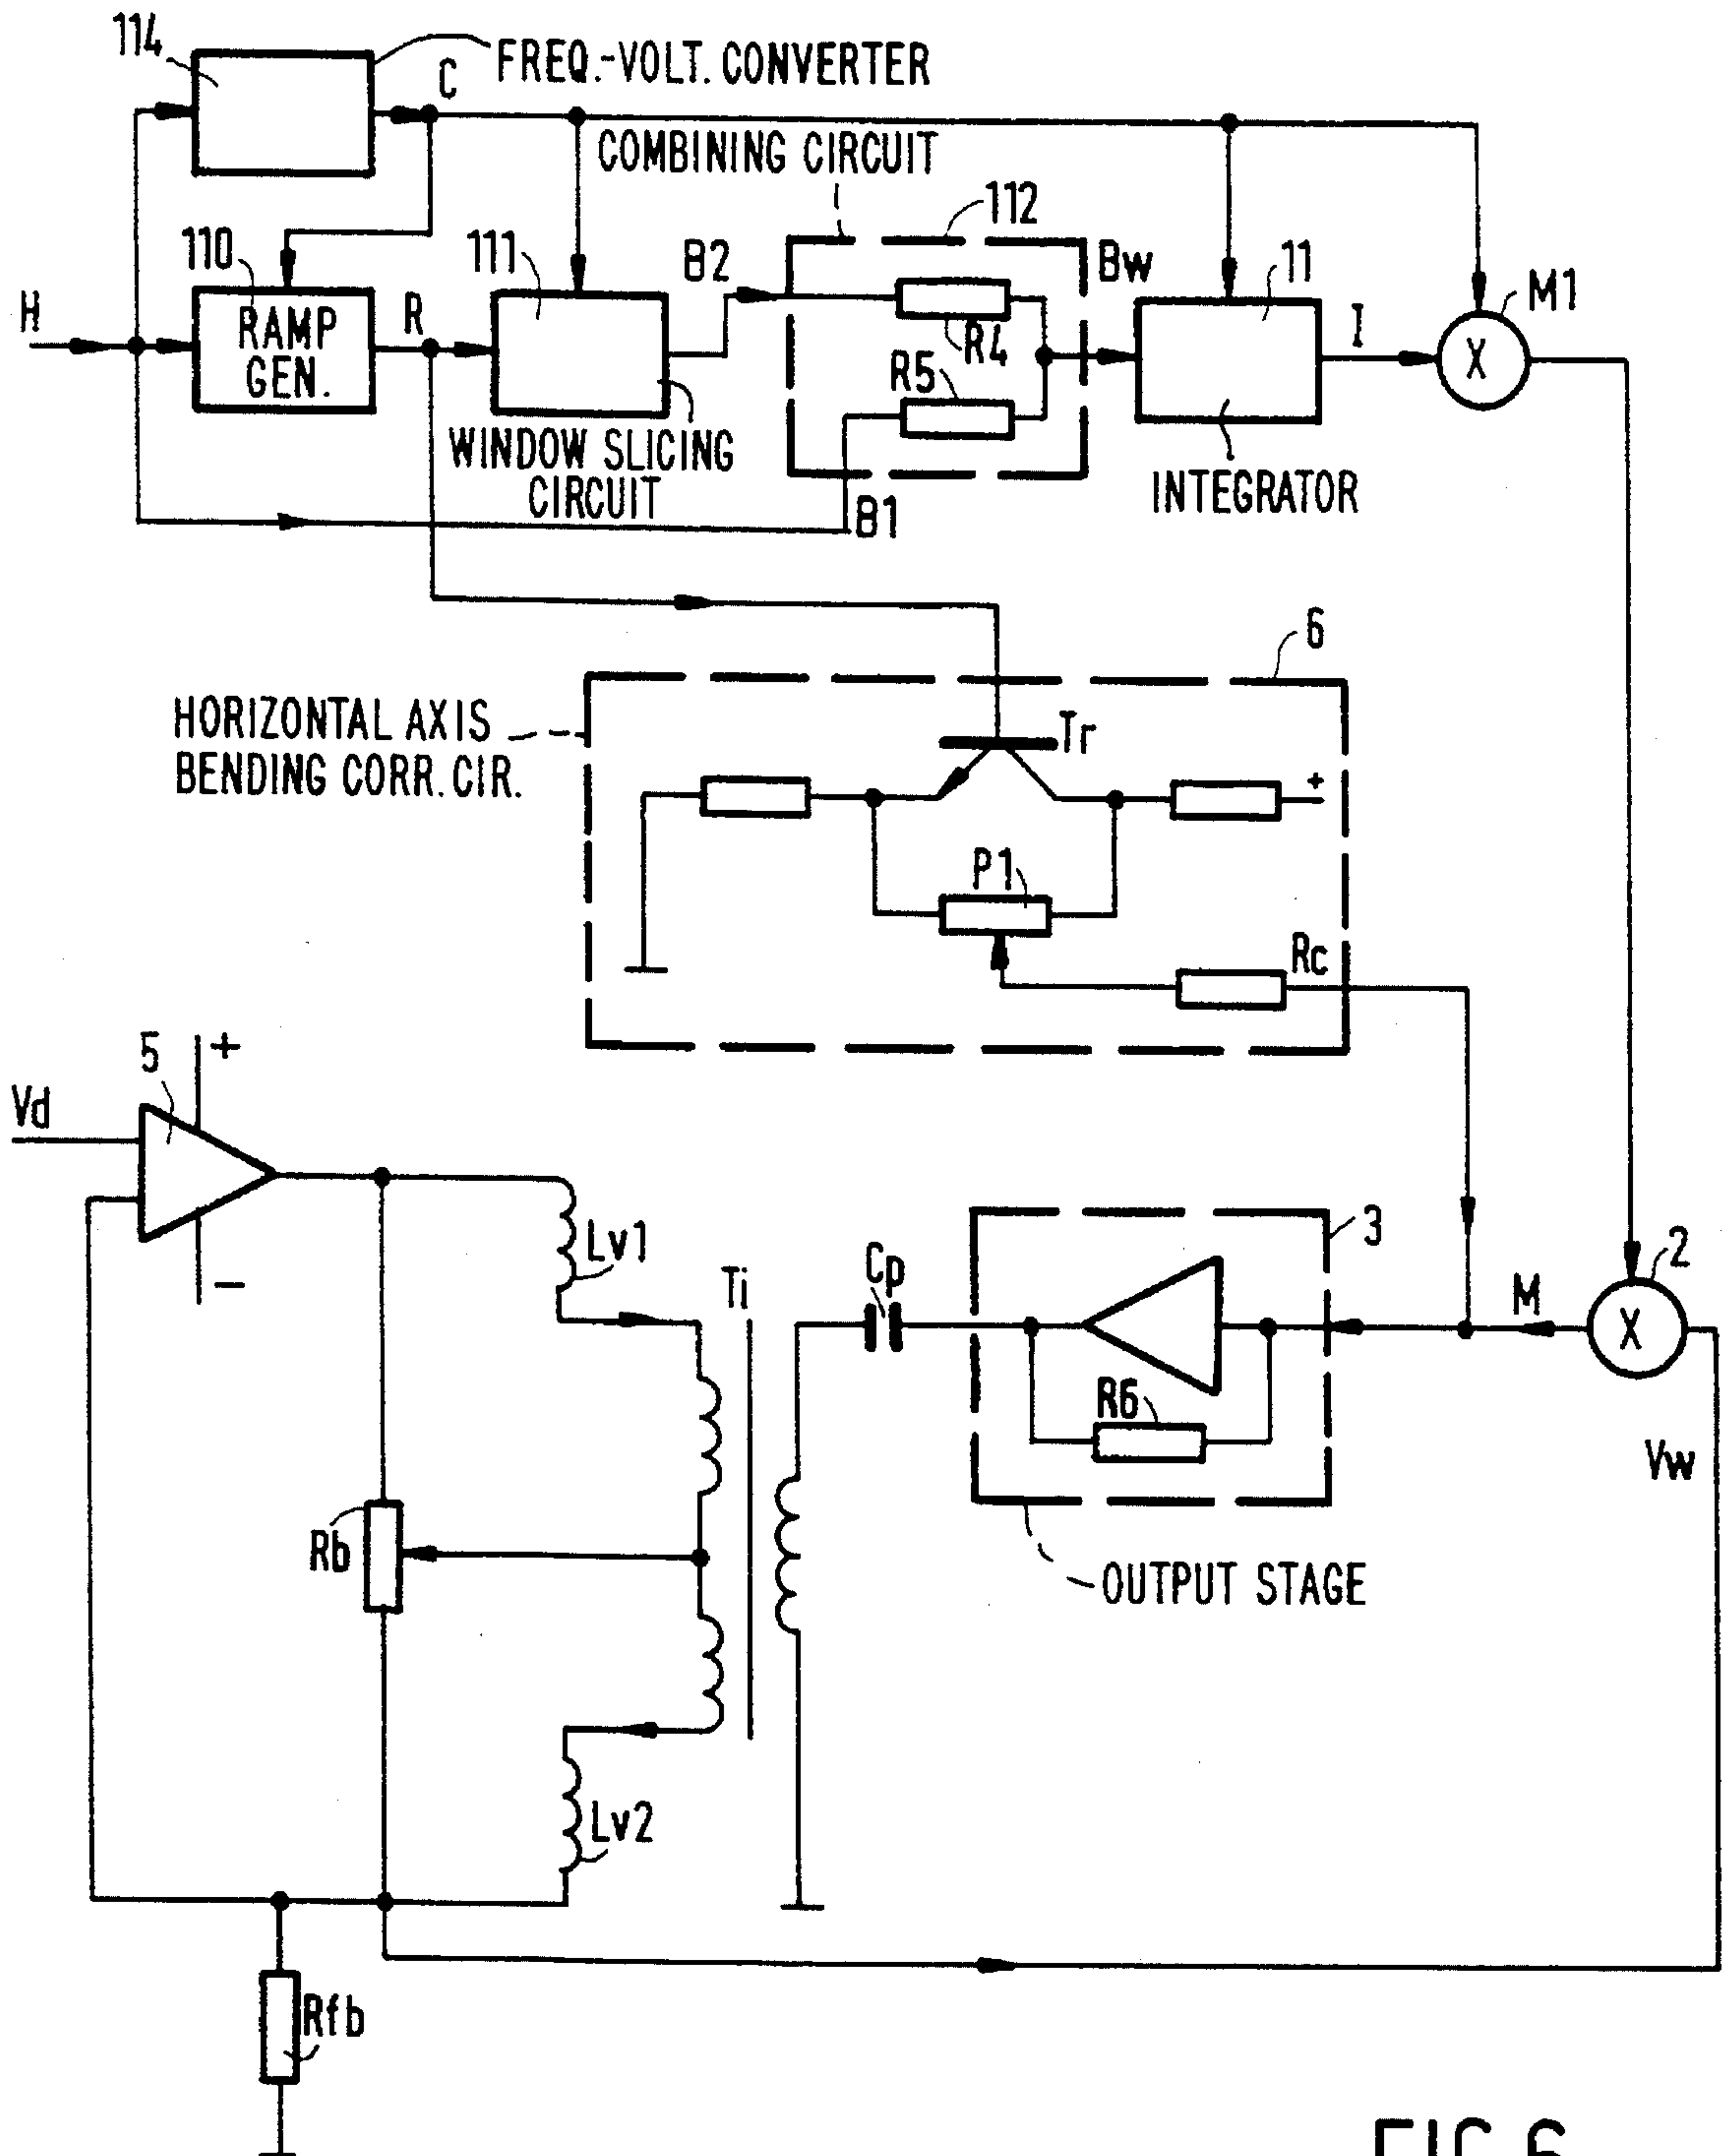 114
FREQ.-VOLT. CONVERTER
C
COMBINING CIRCUIT
112
110
111
B2
Bw
11
M1
H
RAMP
GEN.
R
R4
I
X
R5
WINDOW SLICING
CIRCUIT
INTEGRATOR
B1
6
HORIZONTAL AXIS
BENDING CORR. CIR.
Tr
+
P1
Rc
5
+
Vd
−
Lv1
Ti
Cp
3
M
2
X
R6
Vw
Rb
OUTPUT STAGE
Lv2
Rfb
FIG.6